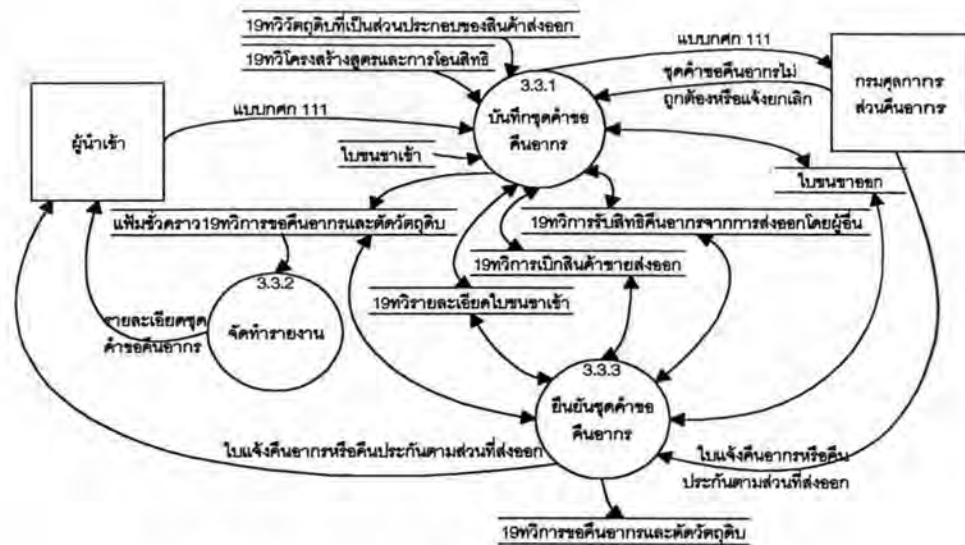 19ทวิวัตถุดิบที่เป็นส่วนประกอบของสินค้าส่งออก
19ทวิโครงสร้างสูตรและการโอนสิทธิ
แบบกศก 111
3.3.1
บันทึกชุดคำขอ
คืนอากร
ชุดคำขอคืนอากรไม่
ถูกต้องหรือแจ้งยกเลิก
กรมศุลกากร
ส่วนคืนอากร
ผู้นำเข้า
แบบกศก 111
ใบขนขาเข้า
ใบขนขาออก
แฟ้มชั่วคราว19ทวิการขอคืนอากรและตัดวัตถุดิบ
19ทวิการรับสิทธิคืนอากรจากการส่งออกโดยผู้อื่น
19ทวิการเบิกสินค้าขายส่งออก
19ทวิรายละเอียดใบขนขาเข้า
3.3.2
จัดทำรายงาน
รายละเอียดชุด
คำขอคืนอากร
3.3.3
ยืนยันชุดคำขอ
คืนอากร
ใบแจ้งคืนอากรหรือคืนประกันตามส่วนที่ส่งออก
ใบแจ้งคืนอากรหรือคืน
ประกันตามส่วนที่ส่งออก
19ทวิการขอคืนอากรและตัดวัตถุดิบ